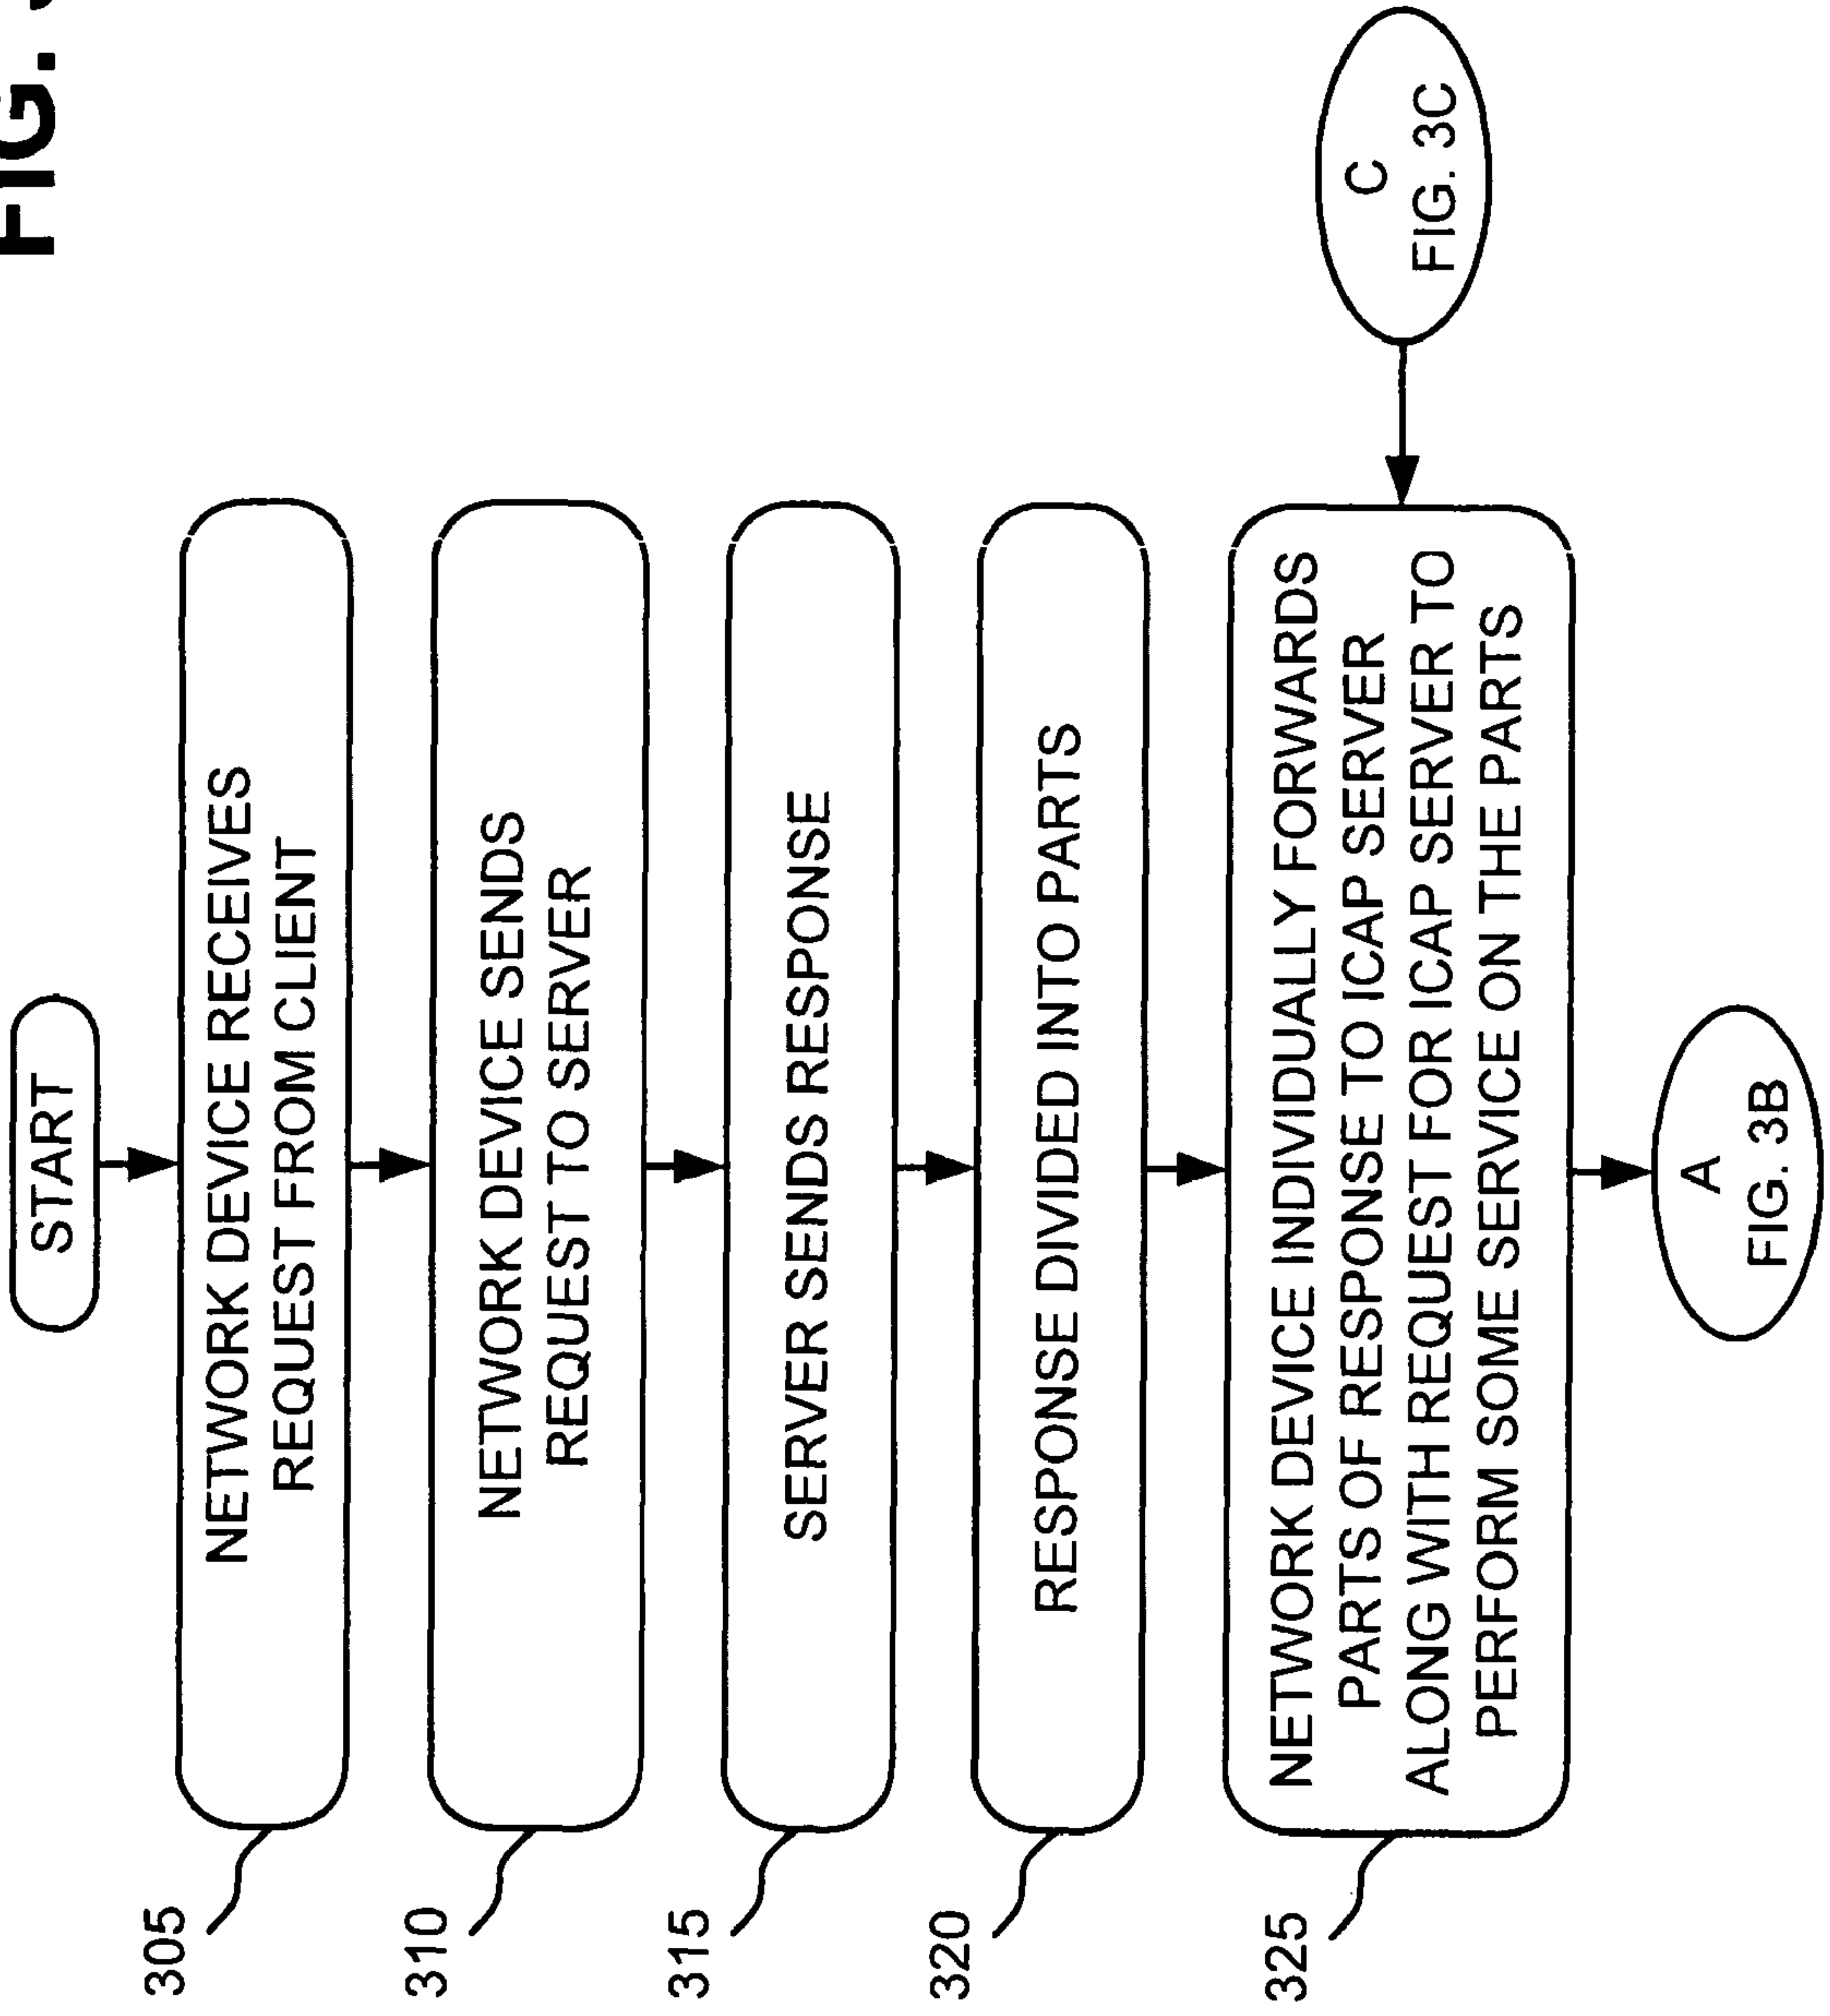 FIG.
START
305
NETWORK DEVICE RECEIVES
REQUEST FROM CLIENT
310
NETWORK DEVICE SENDS
REQUEST TO SERVER
315
SERVER SENDS RESPONSE
320
RESPONSE DIVIDED INTO PARTS
325
NETWORK DEVICE INDIVIDUALLY FORWARDS
PARTS OF RESPONSE TO ICAP SERVER
ALONG WITH REQUEST FOR ICAP SERVER TO
PERFORM SOME SERVICE ON THE PARTS
C
FIG. 3C
A
FIG. 3B